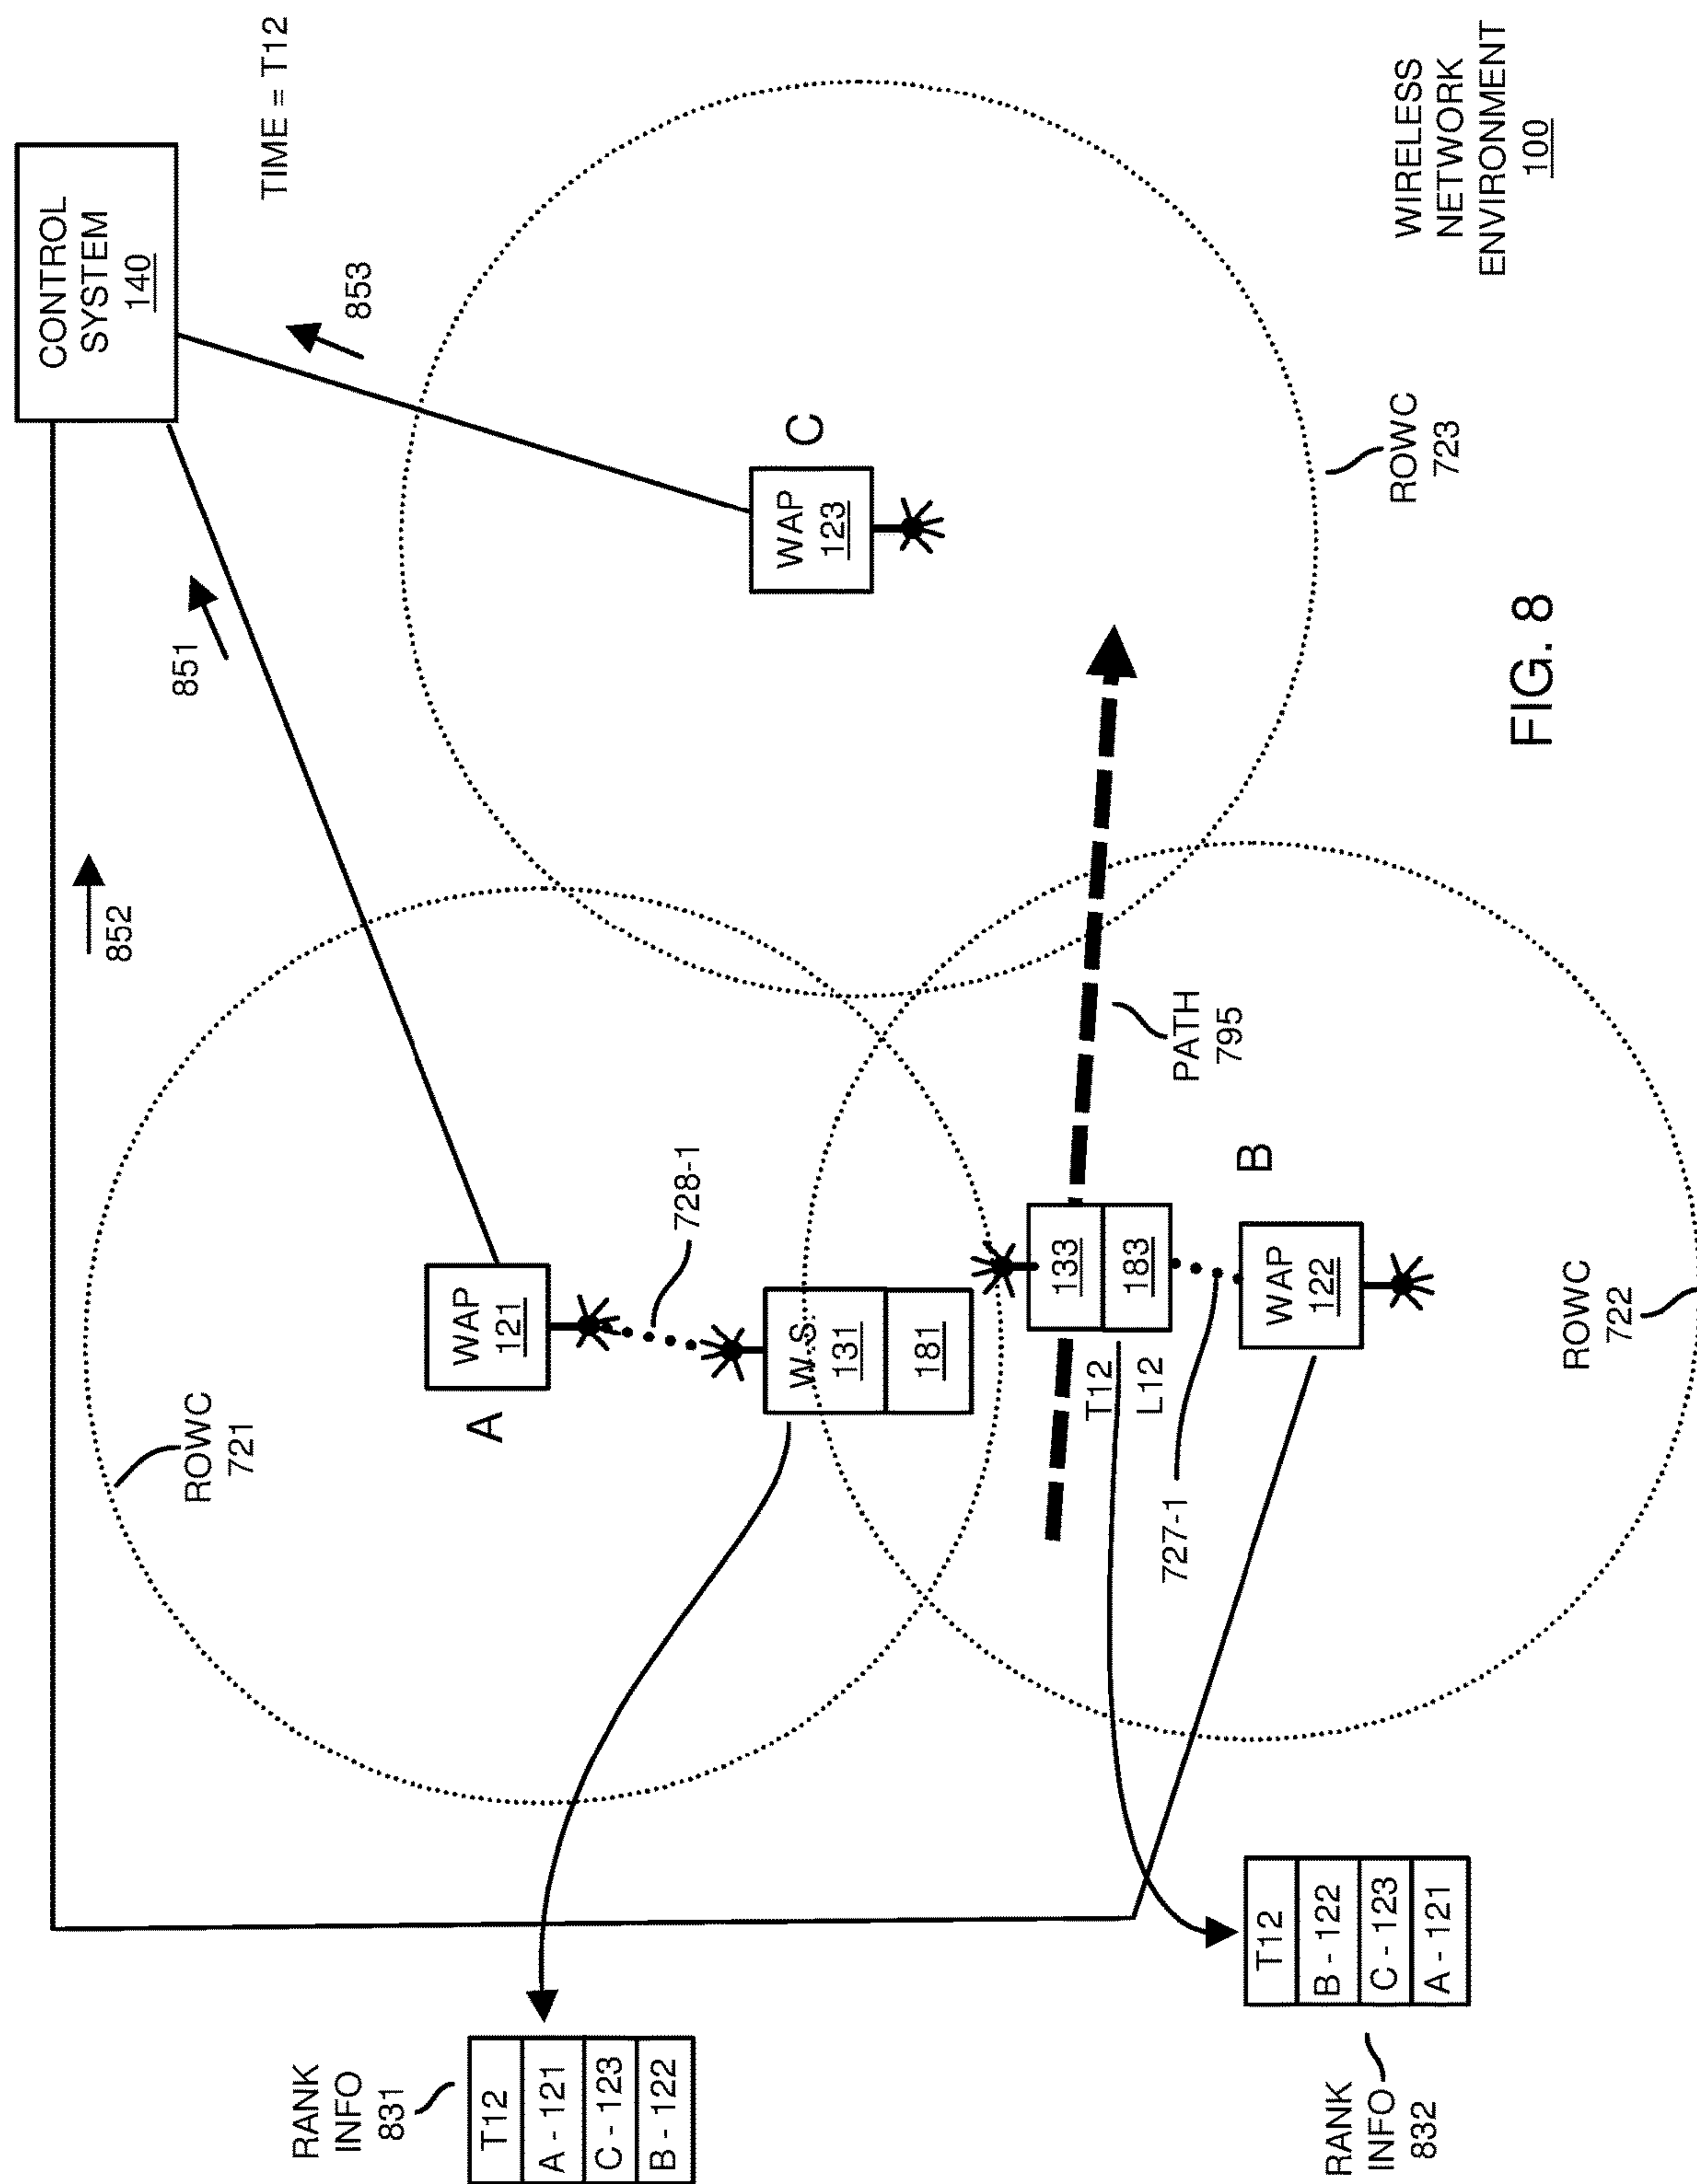 CONTROL
SYSTEM
140
TIME = T12
852
851
853
ROWC
721
WAP
121
A
728-1
WAP
123
C
W.S.
131
181
133
183
T12
L12
PATH
795
727-1
B
WAP
122
ROWC
722
ROWC
723
RANK
INFO
831
T12
A - 121
C - 123
B - 122
RANK
INFO
832
T12
B - 122
C - 123
A - 121
WIRELESS
NETWORK
ENVIRONMENT
100
FIG. 8